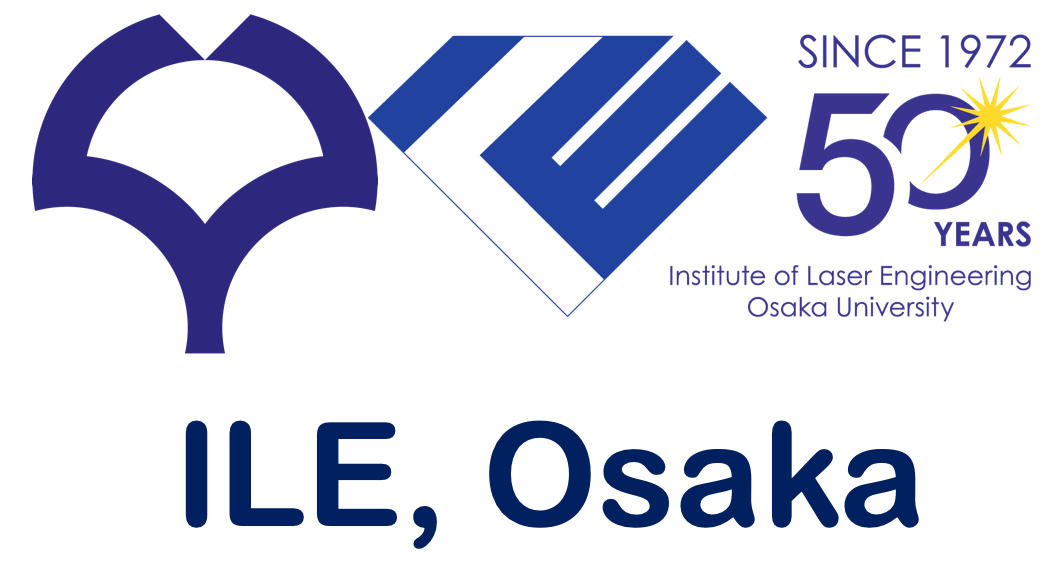 SINCE 1972
50
YEARS
Institute of Laser Engineering
Osaka University
ILE, Osaka